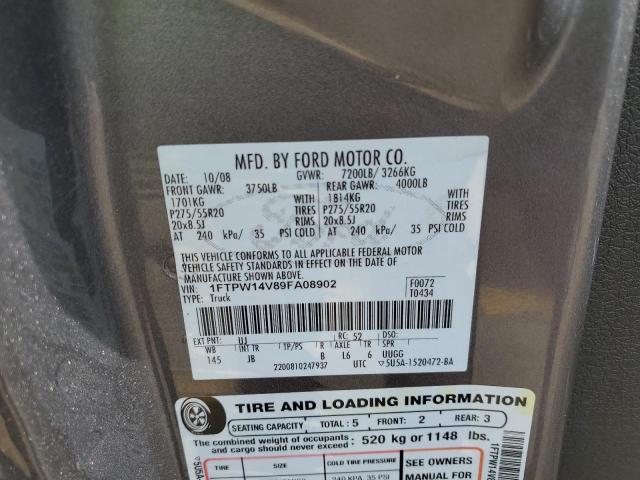 MFD. BY FORD MOTOR CO.
DATE: 10/08 GVWR: 7200LB/ 3266KG
FRONT GAWR: 3750LB REAR GAWR: 4000LB
1701KG WITH 1814KG WITH
P275/55R20 TIRES P275/55R20 TIRES
20x8.5J RIMS 20x8.5J RIMS
AT 240 kPa/ 35 PSI COLD AT 240 kPa/ 35 PSI COLD
THIS VEHICLE CONFORMS TO ALL APPLICABLE FEDERAL MOTOR
VEHICLE SAFETY STANDARDS IN EFFECT ON THE DATE OF
MANUFACTURE SHOWN ABOVE.
VIN: 1FTPW14V89FA08902 F0072
TYPE: Truck T0434
EXT PNT: UJ RC: 52 DSO:
WB INT TR TP/PS R AXLE TR SPR
145 JB B L6 6 UUGG
2200810247937 UTC ▽5U5A-1520472-BA
TIRE AND LOADING INFORMATION
SEATING CAPACITY TOTAL: 5 FRONT: 2 REAR: 3
The combined weight of occupants and cargo should never exceed: 520 kg or 1148 lbs.
TIRE SIZE COLD TIRE PRESSURE SEE OWNERS
240 KPA, 35 PSI MANUAL FOR